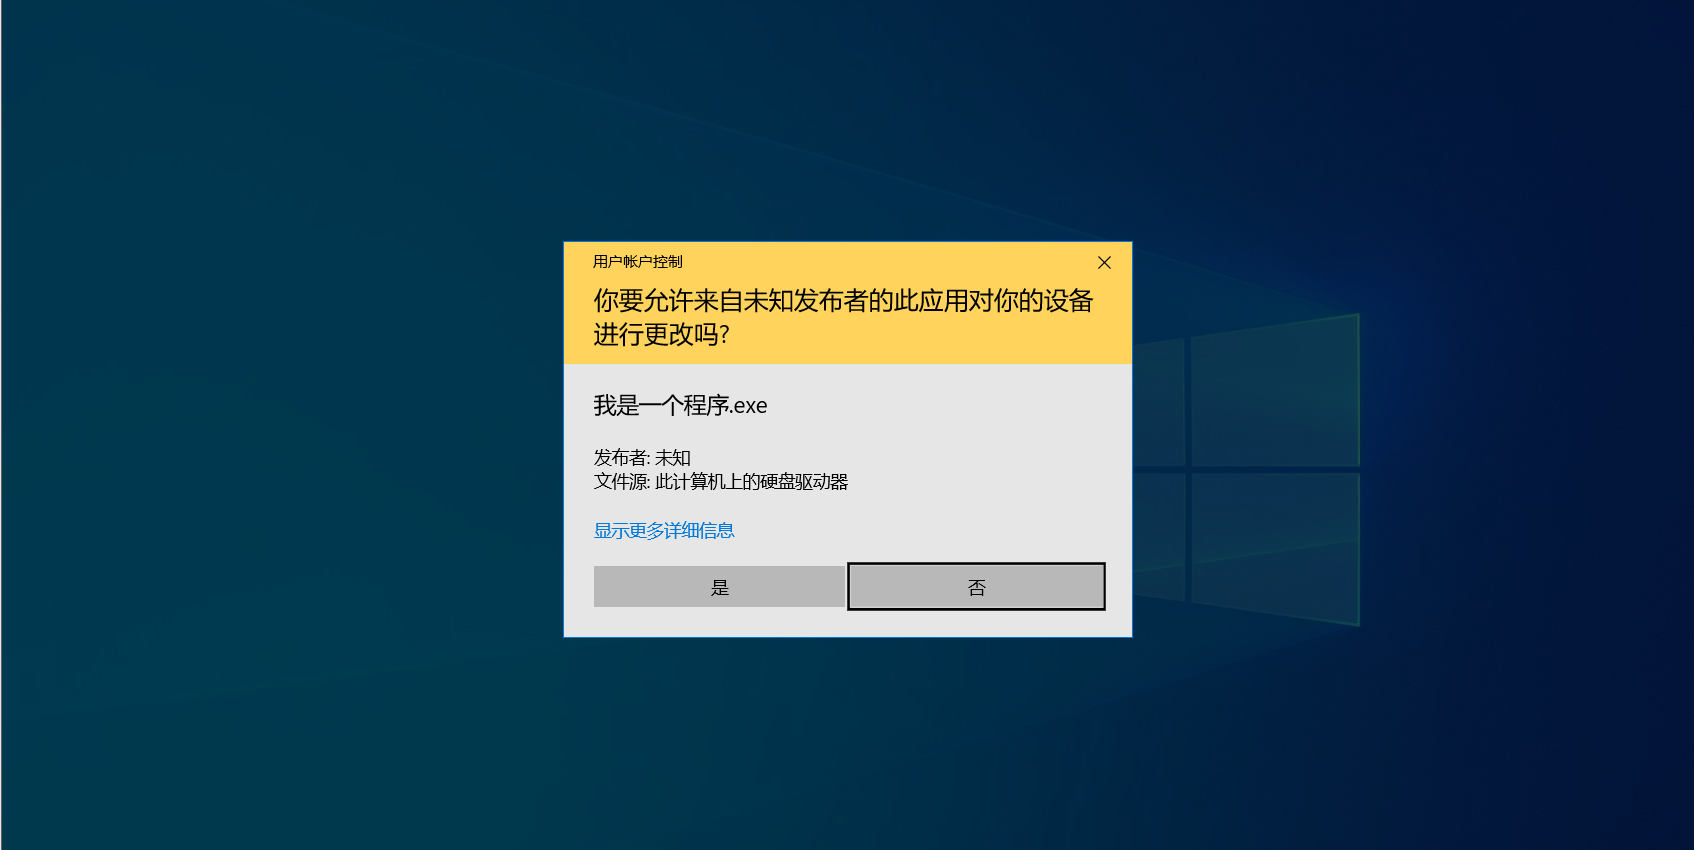 用户帐户控制
你要允许来自未知发布者的此应用对你的设备
进行更改吗?
我是一个程序.exe
发布者: 未知
文件源: 此计算机上的硬盘驱动器
显示更多详细信息
是
否